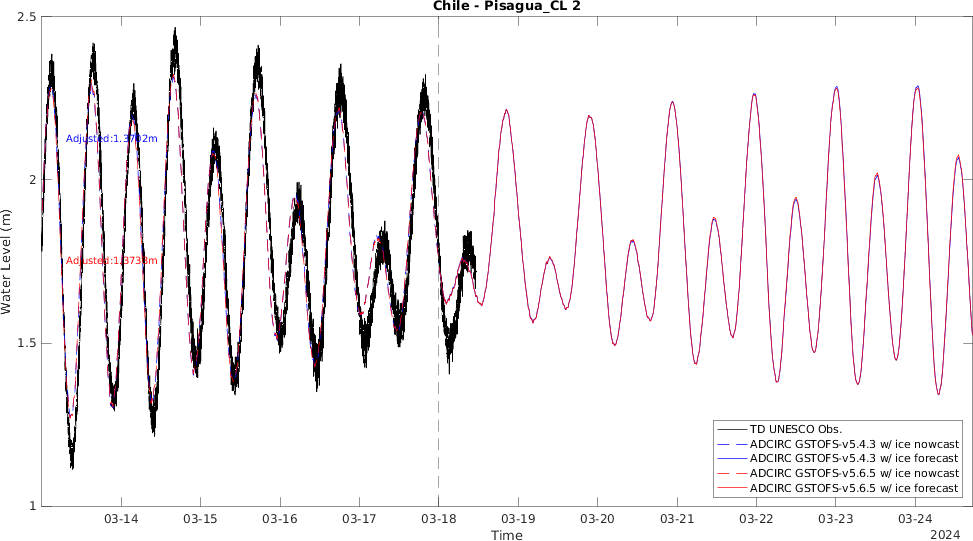 Chile - Pisagua_CL 2
Water Level (m)
2.5
2
1.5
1
Adjusted:1.3702m
Adjusted:1.3738m
TD UNESCO Obs.
ADCIRC GSTOFS-v5.4.3 w/ ice nowcast
ADCIRC GSTOFS-v5.4.3 w/ ice forecast
ADCIRC GSTOFS-v5.6.5 w/ ice nowcast
ADCIRC GSTOFS-v5.6.5 w/ ice forecast
03-14 03-15 03-16 03-17 03-18 03-19 03-20 03-21 03-22 03-23 03-24
Time
2024